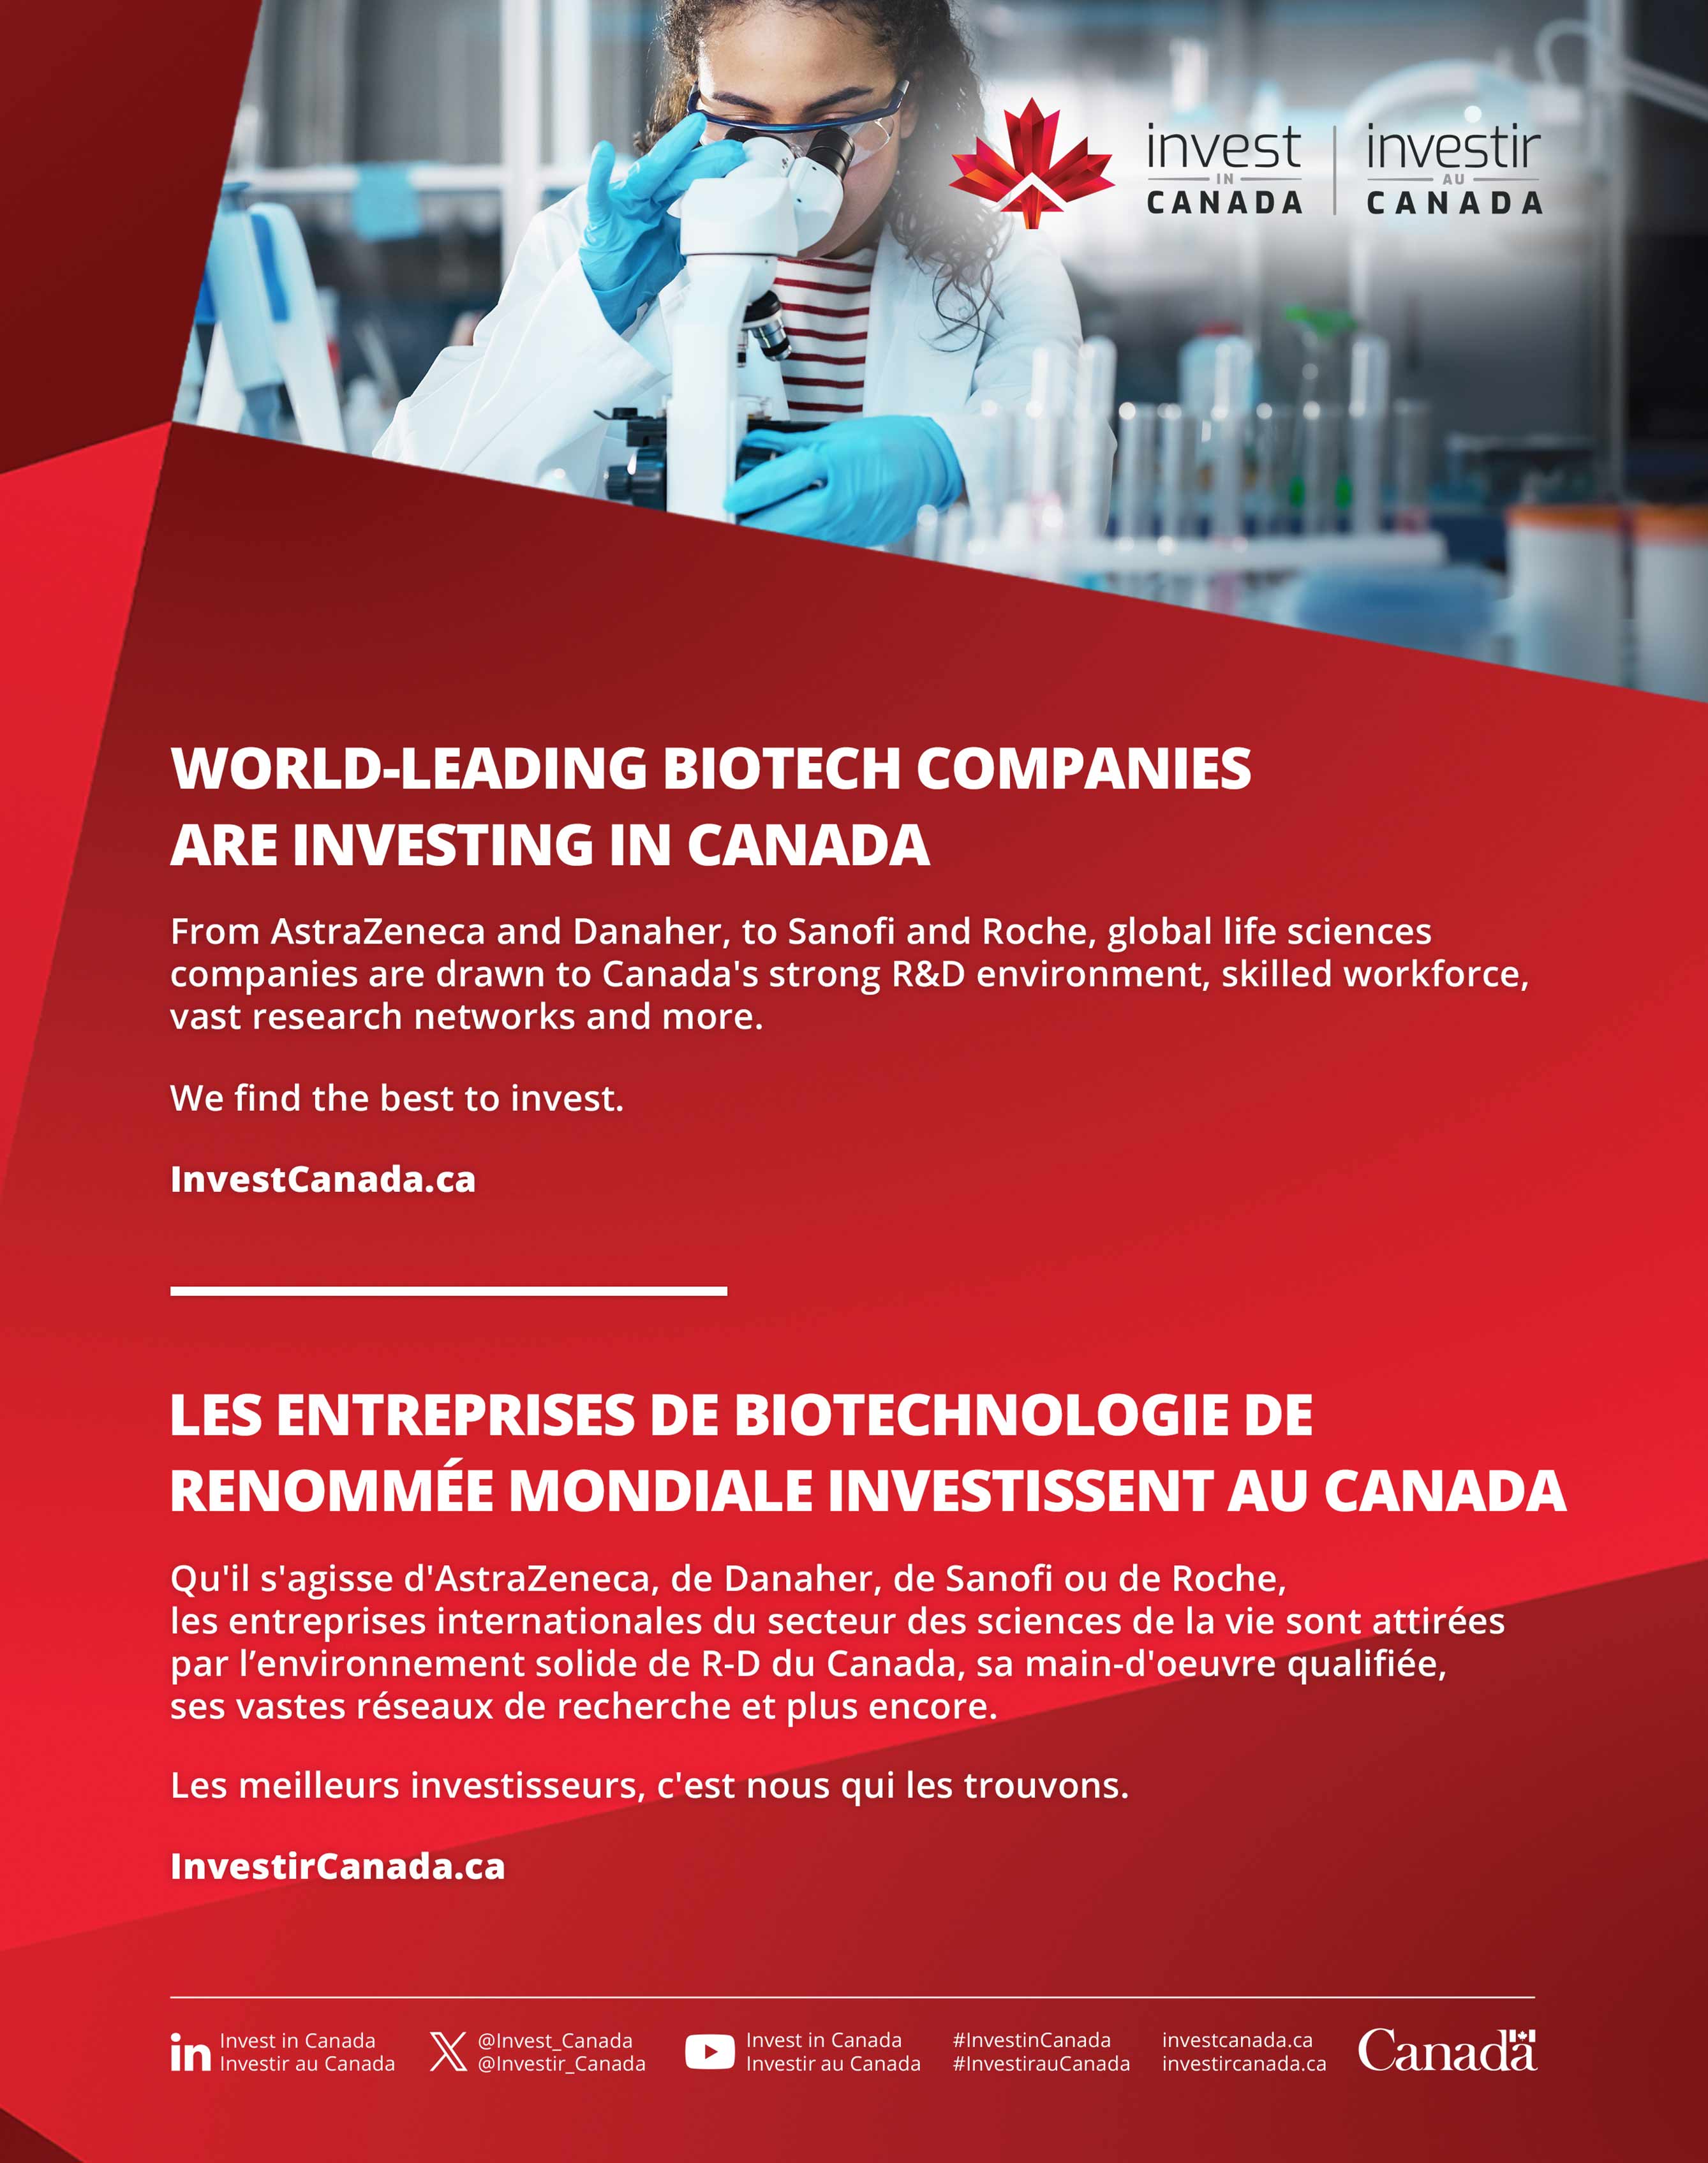 invest
IN
CANADA
investir
AU
CANADA
WORLD-LEADING BIOTECH COMPANIES
ARE INVESTING IN CANADA
From AstraZeneca and Danaher, to Sanofi and Roche, global life sciences
companies are drawn to Canada's strong R&D environment, skilled workforce,
vast research networks and more.
We find the best to invest.
InvestCanada.ca
LES ENTREPRISES DE BIOTECHNOLOGIE DE
RENOMMÉE MONDIALE INVESTISSENT AU CANADA
Qu'il s'agisse d'AstraZeneca, de Danaher, de Sanofi ou de Roche,
les entreprises internationales du secteur des sciences de la vie sont attirées
par l’environnement solide de R-D du Canada, sa main-d'oeuvre qualifiée,
ses vastes réseaux de recherche et plus encore.
Les meilleurs investisseurs, c'est nous qui les trouvons.
InvestirCanada.ca
in
Invest in Canada
Investir au Canada
X
@Invest_Canada
@Investir_Canada
Invest in Canada
Investir au Canada
#InvestinCanada
#InvestirauCanada
investcanada.ca
investircanada.ca
Canada